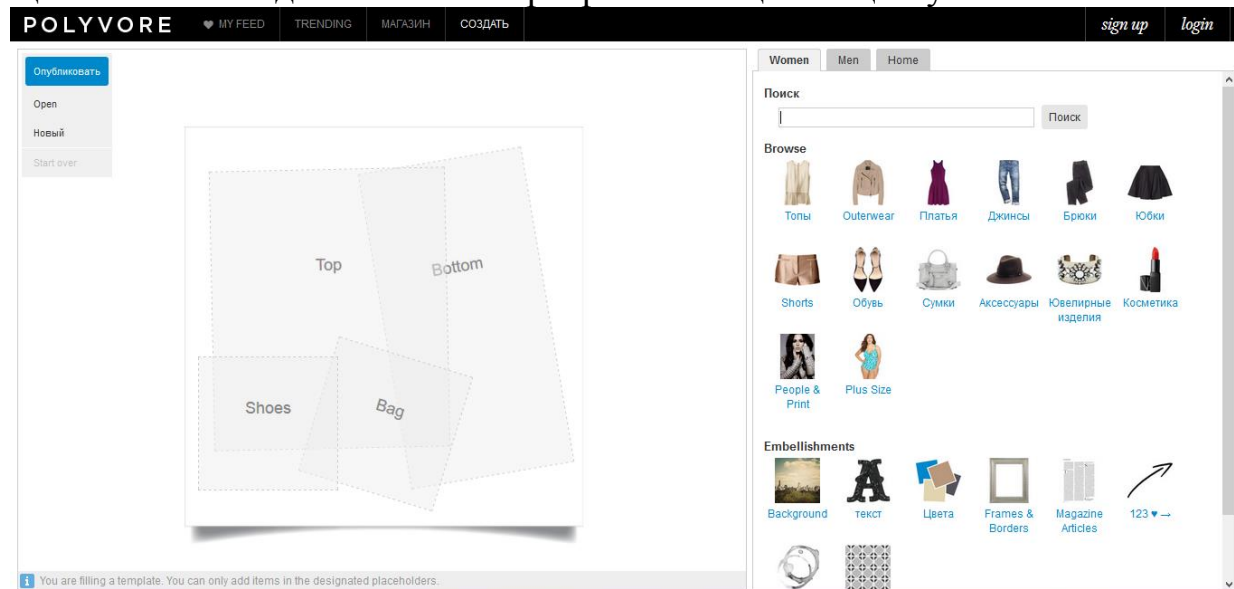 POLYVORE MY FEED TRENDING МАГАЗИН СОЗДАТЬ sign up login
Опубликовать
Open
Новый
Start over
Top
Bottom
Shoes
Bag
You are filling a template. You can only add items in the designated placeholders.
Women Men Home
Поиск
Поиск
Browse
Топы Outerwear Платья Джинсы Брюки Юбки
Shorts Обувь Сумки Аксессуары Ювелирные изделия Косметика
People & Print Plus Size
Embellishments
Background текст Цвета Frames & Borders Magazine Articles 123 ♥ →